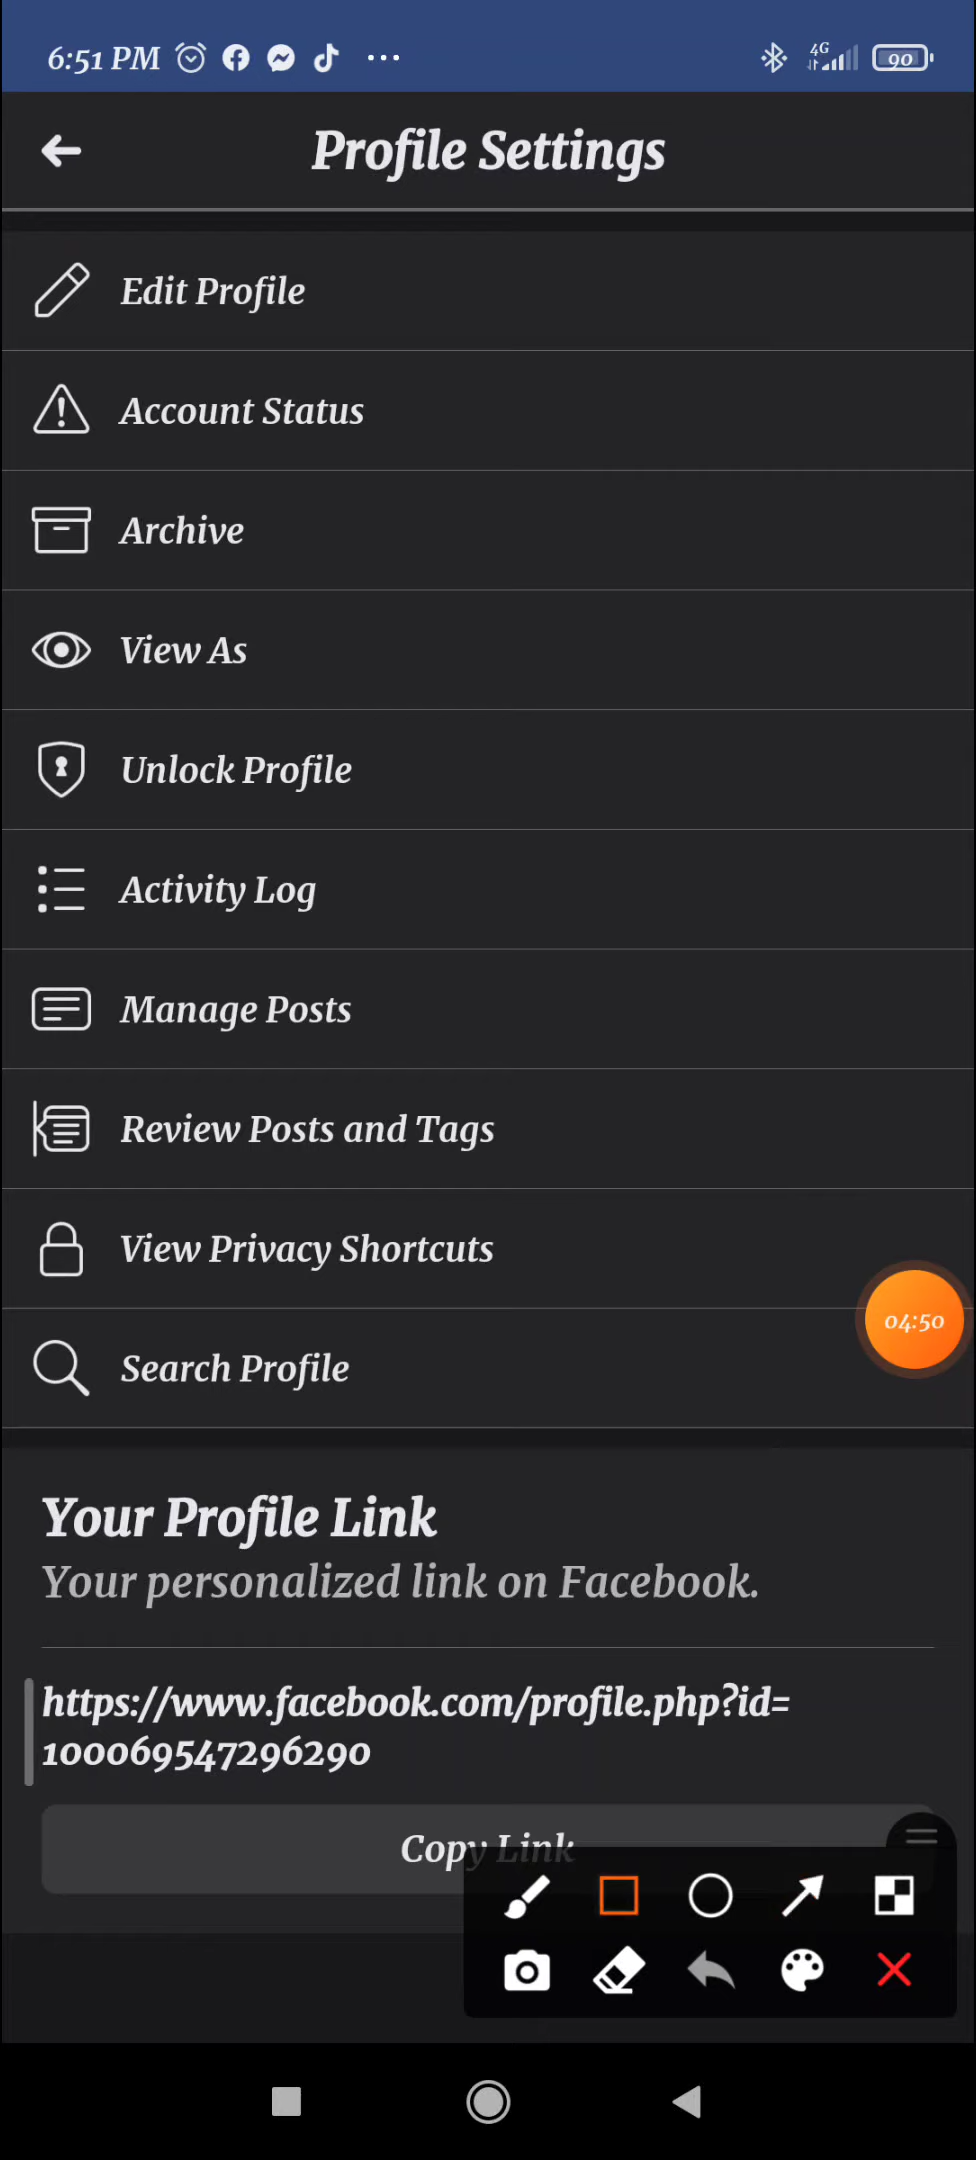 6:51 PM
4G
90
Profile Settings
Edit Profile
Account Status
Archive
View As
Unlock Profile
Activity Log
Manage Posts
Review Posts and Tags
View Privacy Shortcuts
04:50
Search Profile
Your Profile Link
Your personalized link on Facebook.
https://www.facebook.com/profile.php?id=
100069547296290
Copy Link